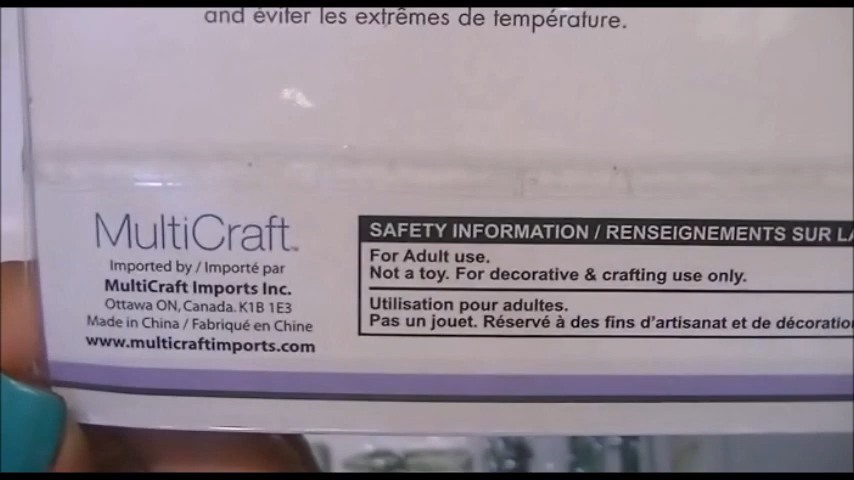 and éviter les extrêmes de température.
MultiCraft™
Imported by / Importé par
MultiCraft Imports Inc.
Ottawa ON, Canada. K1B 1E3
Made in China / Fabriqué en Chine
www.multicraftimports.com
SAFETY INFORMATION / RENSEIGNEMENTS SUR LA
For Adult use.
Not a toy. For decorative & crafting use only.
Utilisation pour adultes.
Pas un jouet. Réservé à des fins d'artisanat et de décoratio